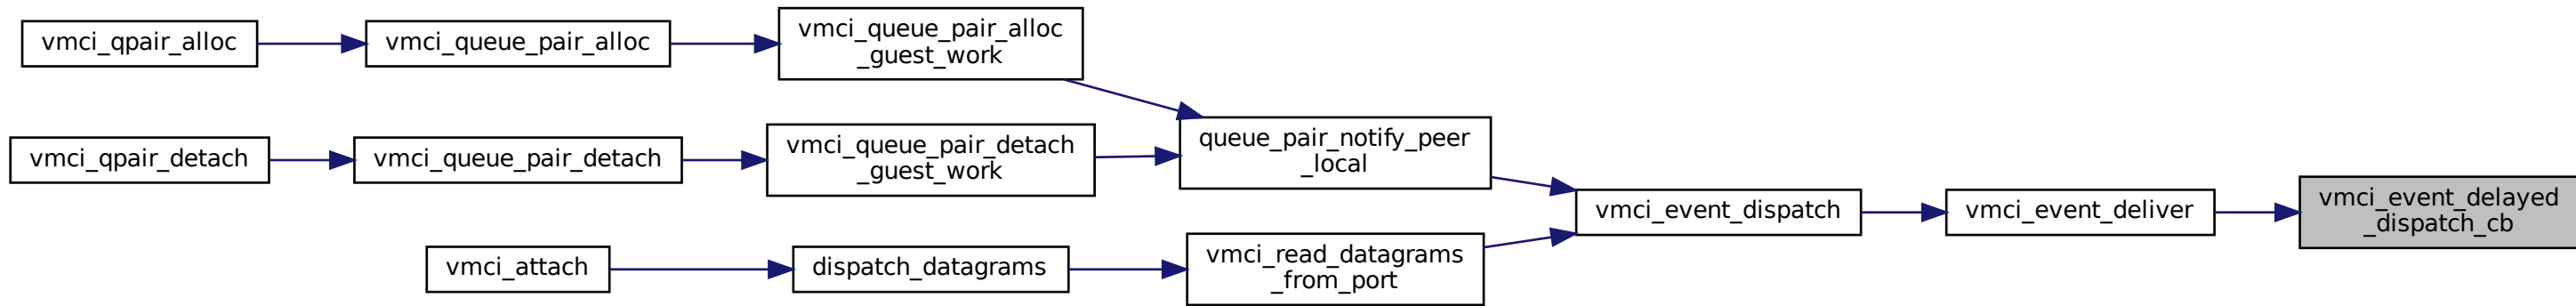 vmci_qpair_alloc
vmci_queue_pair_alloc
vmci_queue_pair_alloc
_guest_work
vmci_qpair_detach
vmci_queue_pair_detach
vmci_queue_pair_detach
_guest_work
queue_pair_notify_peer
_local
vmci_attach
dispatch_datagrams
vmci_read_datagrams
_from_port
vmci_event_dispatch
vmci_event_deliver
vmci_event_delayed
_dispatch_cb